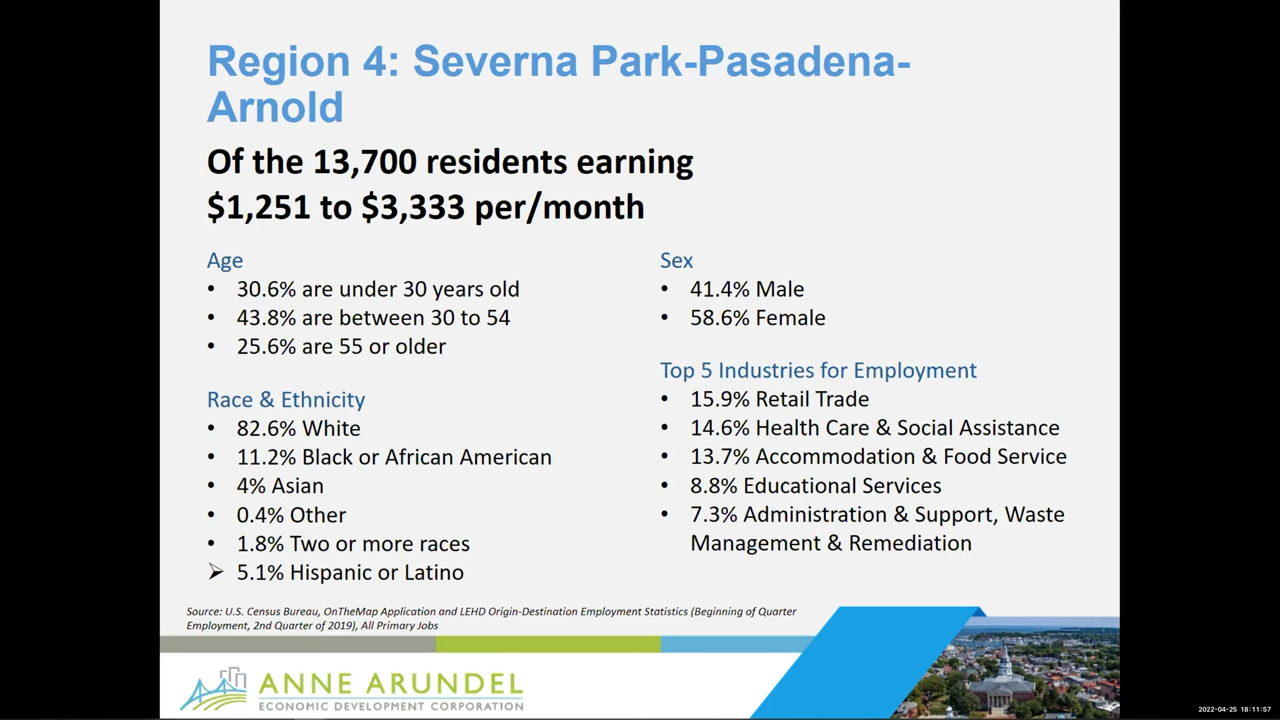 Region 4: Severna Park-Pasadena-
Arnold
Of the 13,700 residents earning
$1,251 to $3,333 per/month
Age
• 30.6% are under 30 years old
• 43.8% are between 30 to 54
• 25.6% are 55 or older
Race & Ethnicity
• 82.6% White
• 11.2% Black or African American
• 4% Asian
• 0.4% Other
• 1.8% Two or more races
➢ 5.1% Hispanic or Latino
Sex
• 41.4% Male
• 58.6% Female
Top 5 Industries for Employment
• 15.9% Retail Trade
• 14.6% Health Care & Social Assistance
• 13.7% Accommodation & Food Service
• 8.8% Educational Services
• 7.3% Administration & Support, Waste
Management & Remediation
Source: U.S. Census Bureau, OnTheMap Application and LEHD Origin-Destination Employment Statistics (Beginning of Quarter
Employment, 2nd Quarter of 2019), All Primary Jobs
ANNE ARUNDEL
ECONOMIC DEVELOPMENT CORPORATION
2022-04-25 18:11:57